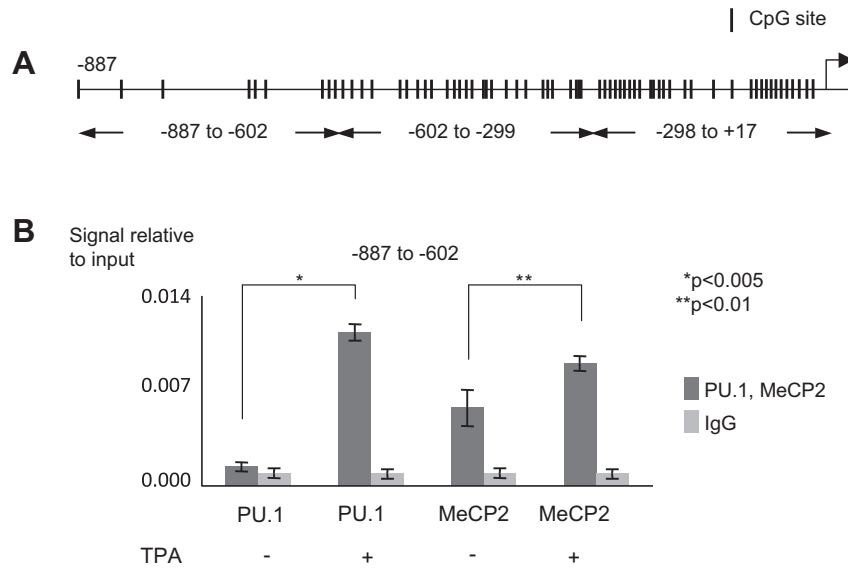 CpG site
A
-887
-887 to -602
-602 to -299
-298 to +17
B
Signal relative
to input
-887 to -602
*p<0.005
**p<0.01
*
**
0.014
0.007
0.000
PU.1, MeCP2
IgG
PU.1 PU.1 MeCP2 MeCP2
TPA - + - +